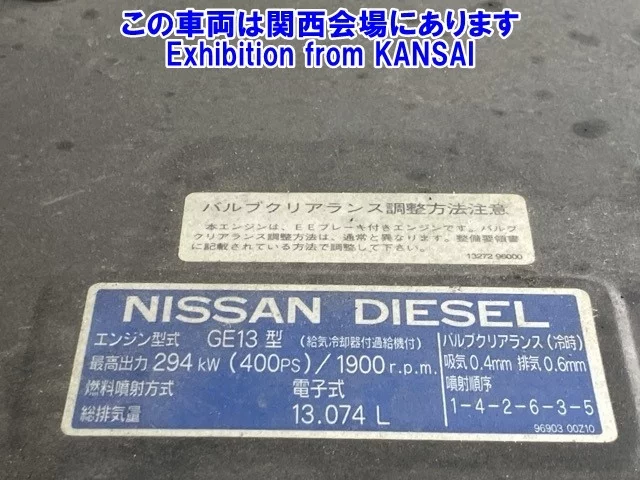 この車両は関西会場にあります
Exhibition from KANSAI
バルブクリアランス調整方法注意
本エンジンは、EEブレーキ付きエンジンです。バルブ
クリアランス調整方法は、通常と異なります。整備要領書
に記載されている方法で調整して下さい。
13272 96000
NISSAN DIESEL
エンジン型式 GE13 型 (給気冷却器付過給機付)
最高出力 294 kW (400PS) / 1900 r.p.m.
燃料噴射方式 電子式
総排気量 13.074 L
バルブクリアランス (冷時)
吸気 0.4mm 排気 0.6mm
噴射順序
1-4-2-6-3-5
96903 00Z10